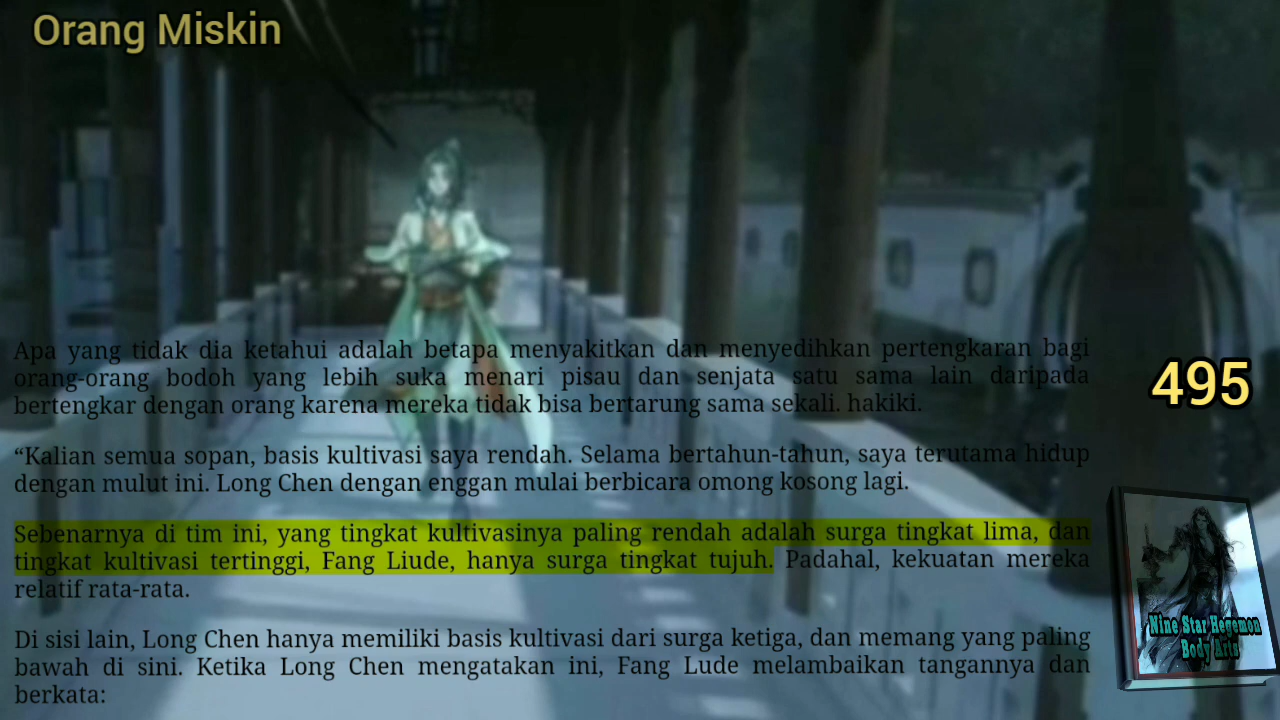 Orang Miskin
Apa yang tidak dia ketahui adalah betapa menyakitkan dan menyedihkan pertengkaran bagi
orang-orang bodoh yang lebih suka menari pisau dan senjata satu sama lain daripada
bertengkar dengan orang karena mereka tidak bisa bertarung sama sekali. hakiki.
“Kalian semua sopan, basis kultivasi saya rendah. Selama bertahun-tahun, saya terutama hidup
dengan mulut ini. Long Chen dengan enggan mulai berbicara omong kosong lagi.
Sebenarnya di tim ini, yang tingkat kultivasinya paling rendah adalah surga tingkat lima, dan
tingkat kultivasi tertinggi, Fang Liude, hanya surga tingkat tujuh. Padahal, kekuatan mereka
relatif rata-rata.
Di sisi lain, Long Chen hanya memiliki basis kultivasi dari surga ketiga, dan memang yang paling
bawah di sini. Ketika Long Chen mengatakan ini, Fang Lude melambaikan tangannya dan
berkata:
495
Nine Star Hegemon
Body Arts